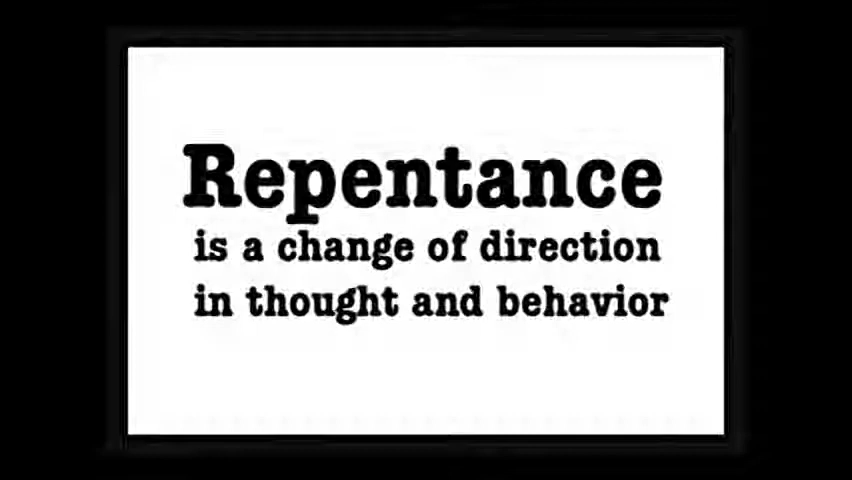 Repentance
is a change of direction
in thought and behavior